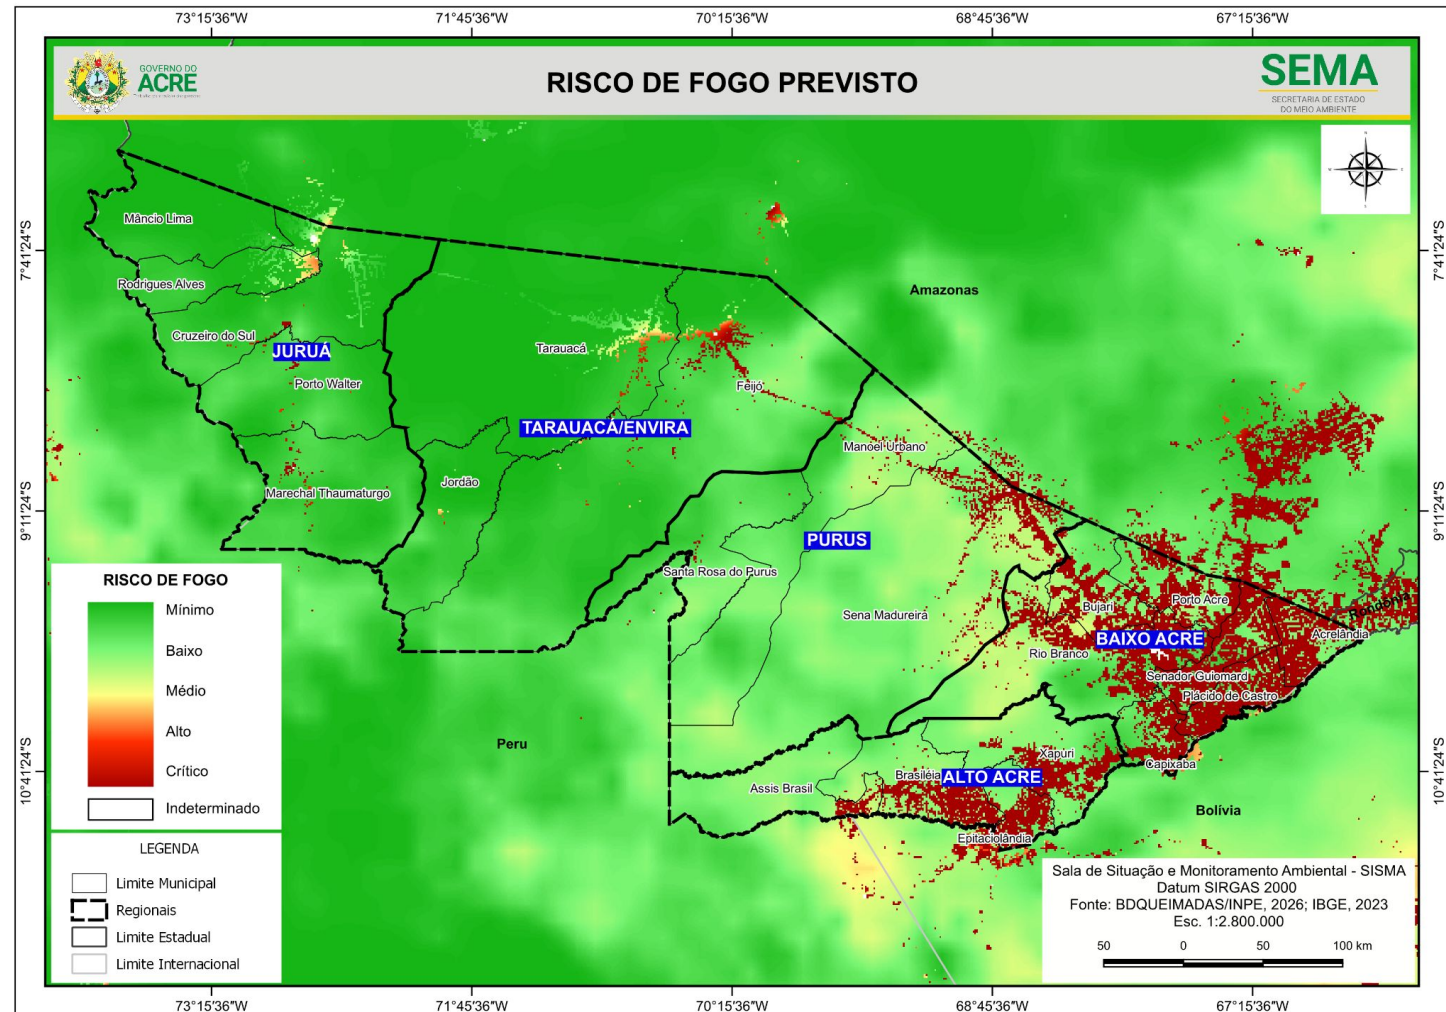 73°15'36"W
71°45'36"W
70°15'36"W
68°45'36"W
67°15'36"W
GOVERNO DO
ACRE
RISCO DE FOGO PREVISTO
SEMA
SECRETARIA DE ESTADO
DO MEIO AMBIENTE
N
S
7°41'24"S
7°41'24"S
Mâncio Lima
Rodrigues Alves
Cruzeiro do Sul
JURUÁ
Porto Walter
Marechal Thaumaturgo
Tarauacá
Feijó
TARAUACÁ/ENVIRA
Jordão
Amazonas
Manoel Urbano
PURUS
Santa Rosa do Purus
Sena Madureira
9°11'24"S
9°11'24"S
Bujari
Porto Acre
Rondônia
Acrelândia
BAIXO ACRE
Rio Branco
Senador Guiomard
Plácido de Castro
Xapuri
Capixaba
Brasiléia
ALTO ACRE
Assis Brasil
Epitaciolândia
Peru
Bolívia
10°41'24"S
10°41'24"S
RISCO DE FOGO
Mínimo
Baixo
Médio
Alto
Crítico
Indeterminado
LEGENDA
Limite Municipal
Regionais
Limite Estadual
Limite Internacional
Sala de Situação e Monitoramento Ambiental - SISMA
Datum SIRGAS 2000
Fonte: BDQUEIMADAS/INPE, 2026; IBGE, 2023
Esc. 1:2.800.000
50 0 50 100 km
73°15'36"W
71°45'36"W
70°15'36"W
68°45'36"W
67°15'36"W